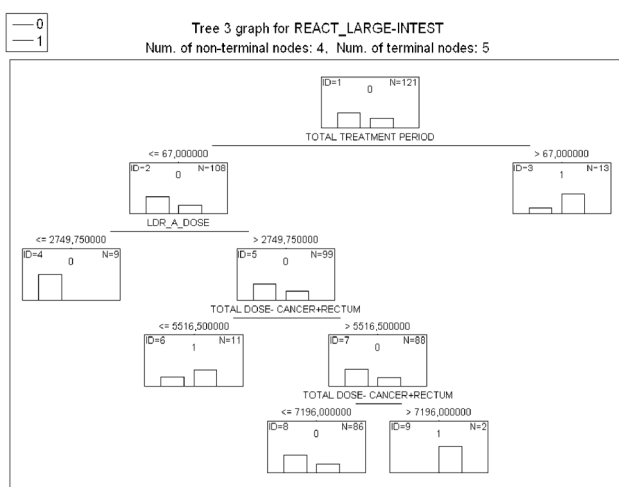 0
1
Tree 3 graph for REACT_LARGE-INTEST
Num. of non-terminal nodes: 4, Num. of terminal nodes: 5
ID=1 N=121
0
TOTAL TREATMENT PERIOD
<= 67,000000 > 67,000000
ID=2 N=108 ID=3 N=13
0 1
LDR_A_DOSE
<= 2749,750000 > 2749,750000
ID=4 N=9 ID=5 N=99
0 0
TOTAL DOSE- CANCER+RECTUM
<= 5516,500000 > 5516,500000
ID=6 N=11 ID=7 N=88
1 0
TOTAL DOSE- CANCER+RECTUM
<= 7196,000000 > 7196,000000
ID=8 N=86 ID=9 N=2
0 1